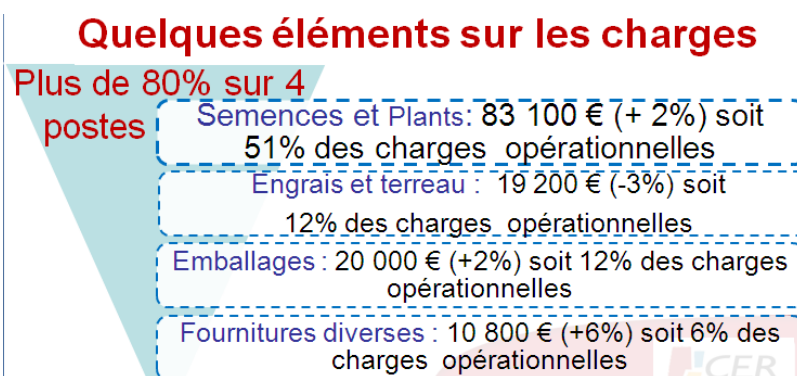 Quelques éléments sur les charges
Plus de 80% sur 4
postes
Semences et Plants: 83 100 € (+ 2%) soit
51% des charges opérationnelles
Engrais et terreau : 19 200 € (-3%) soit
12% des charges opérationnelles
Emballages : 20 000 € (+2%) soit 12% des charges
opérationnelles
Fournitures diverses : 10 800 € (+6%) soit 6% des
charges opérationnelles
CER